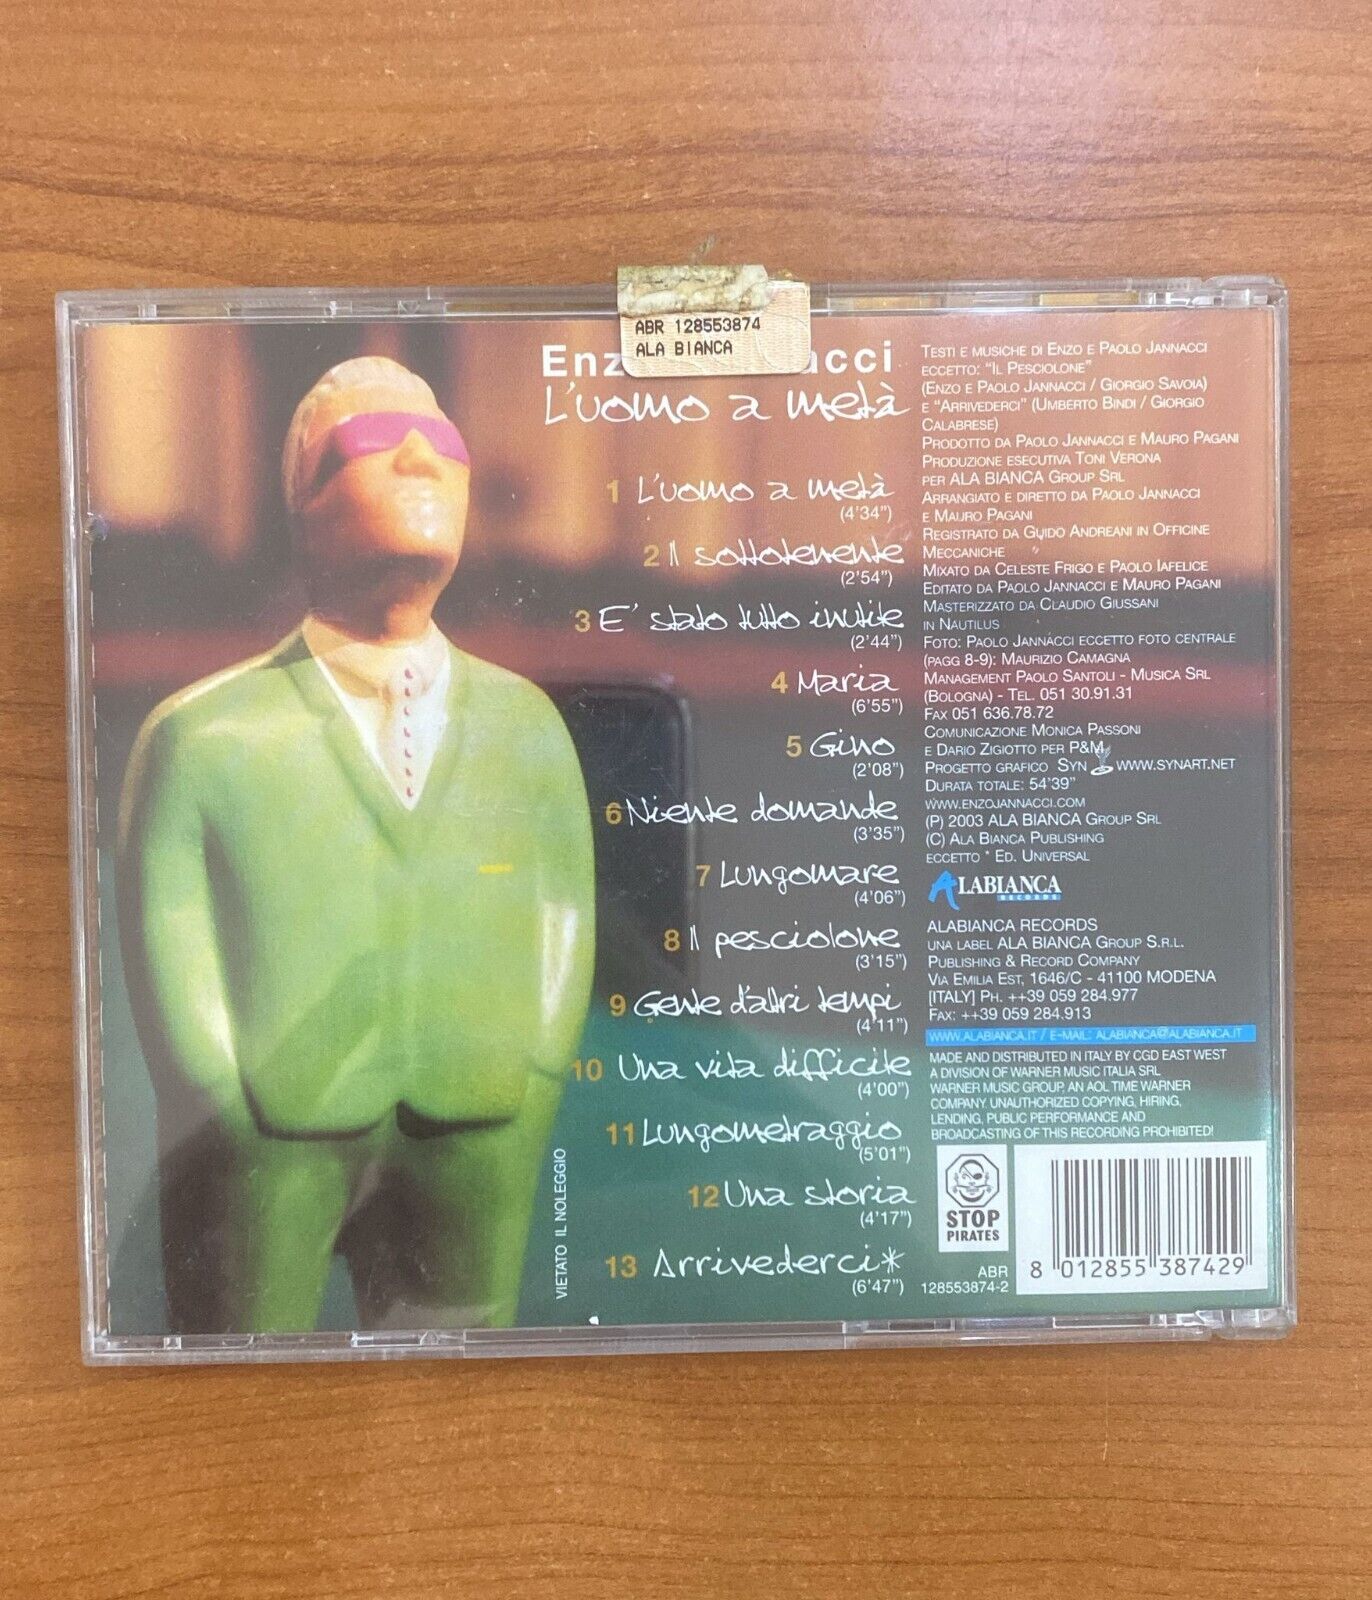 ABR 128553874
ALA BIANCA
Enz acci
L'uomo a metà
1 L'uomo a metà
(4'34")
2 Il sottotenente
(2'54")
3 E' stato tutto inutile
(2'44")
4 Maria
(6'55")
5 Gino
(2'08")
6 Niente domande
(3'35")
7 Lungomare
(4'06")
8 Il pesciolone
(3'15")
9 Gente d'altri tempi
(4'11")
10 Una vita difficile
(4'00")
11 Lungometraggio
(5'01")
12 Una storia
(4'17")
13 Arrivederci*
(6'47")
VIETATO IL NOLEGGIO
TESTI E MUSICHE DI ENZO E PAOLO JANNACCI
ECCETTO: "IL PESCIOLONE"
(ENZO E PAOLO JANNACCI / GIORGIO SAVOIA)
E "ARRIVEDERCI" (UMBERTO BINDI / GIORGIO
CALABRESE)
PRODOTTO DA PAOLO JANNACCI E MAURO PAGANI
PRODUZIONE ESECUTIVA TONI VERONA
PER ALA BIANCA GROUP SRL
ARRANGIATO E DIRETTO DA PAOLO JANNACCI
E MAURO PAGANI
REGISTRATO DA GUIDO ANDREANI IN OFFICINE
MECCANICHE
MIXATO DA CELESTE FRIGO E PAOLO IAFELICE
EDITATO DA PAOLO JANNACCI E MAURO PAGANI
MASTERIZZATO DA CLAUDIO GIUSSANI
IN NAUTILUS
FOTO: PAOLO JANNACCI ECCETTO FOTO CENTRALE
(PAGG 8-9): MAURIZIO CAMAGNA
MANAGEMENT PAOLO SANTOLI - MUSICA SRL
(BOLOGNA) - TEL. 051 30.91.31
FAX 051 636.78.72
COMUNICAZIONE MONICA PASSONI
E DARIO ZIGIOTTO PER P&M
PROGETTO GRAFICO SYN WWW.SYNART.NET
DURATA TOTALE: 54'39"
WWW.ENZOJANNACCI.COM
(P) 2003 ALA BIANCA GROUP SRL
(C) ALA BIANCA PUBLISHING
ECCETTO * ED. UNIVERSAL
ALABIANCA
RECORDS
ALABIANCA RECORDS
UNA LABEL ALA BIANCA GROUP S.R.L.
PUBLISHING & RECORD COMPANY
VIA EMILIA EST, 1646/C - 41100 MODENA
[ITALY] PH. ++39 059 284.977
FAX: ++39 059 284.913
WWW.ALABIANCA.IT / E-MAIL: ALABIANCA@ALABIANCA.IT
MADE AND DISTRIBUTED IN ITALY BY CGD EAST WEST
A DIVISION OF WARNER MUSIC ITALIA SRL
WARNER MUSIC GROUP, AN AOL TIME WARNER
COMPANY. UNAUTHORIZED COPYING, HIRING,
LENDING, PUBLIC PERFORMANCE AND
BROADCASTING OF THIS RECORDING PROHIBITED!
STOP
PIRATES
ABR
128553874-2
8 012855 387429